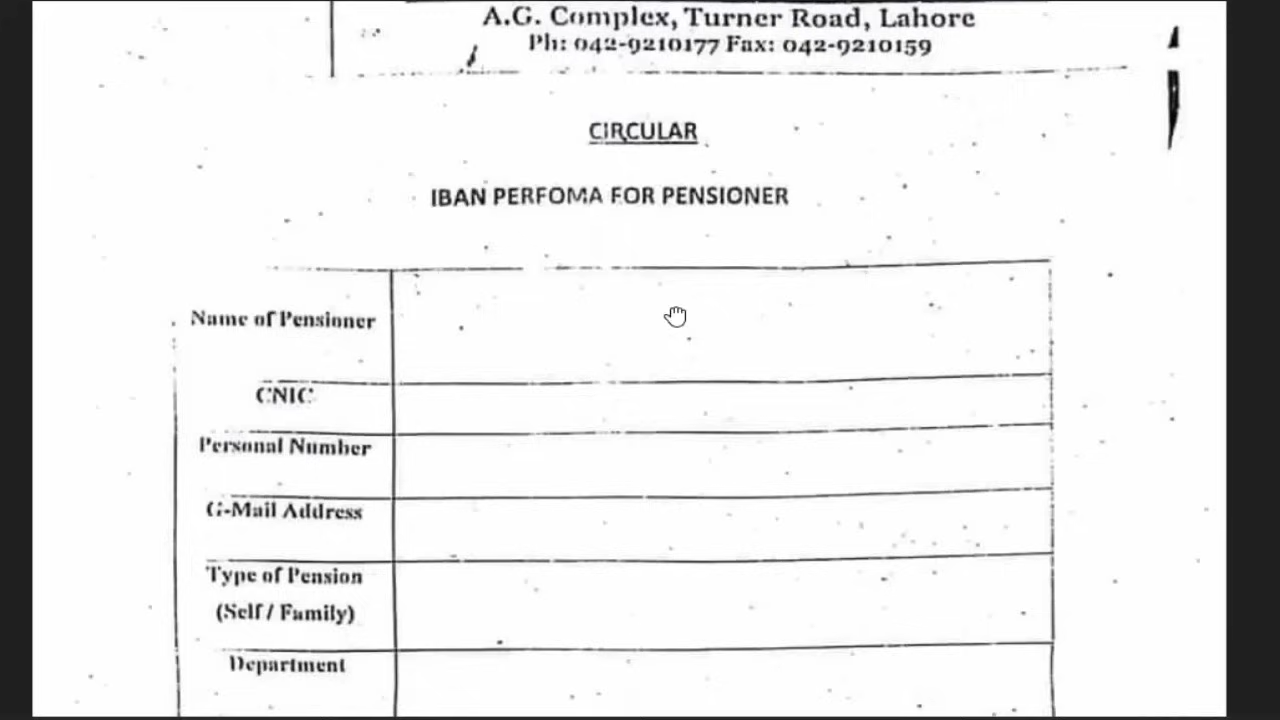 A.G. Complex, Turner Road, Lahore
Ph: 042-9210177 Fax: 042-9210159
CIRCULAR
IBAN PERFOMA FOR PENSIONER
Name of Pensioner
CNIC
Personal Number
G-Mail Address
Type of Pension
(Self / Family)
Department